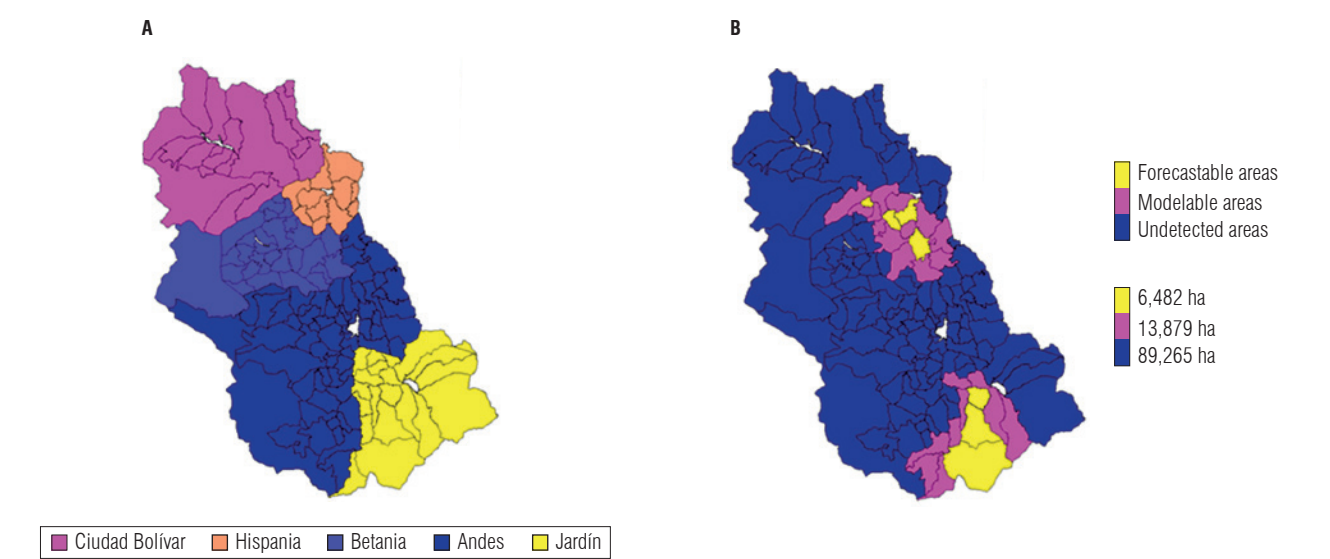 A
B
Forecastable areas
Modelable areas
Undetected areas
6,482 ha
13,879 ha
89,265 ha
Ciudad Bolívar Hispania Betania Andes Jardín